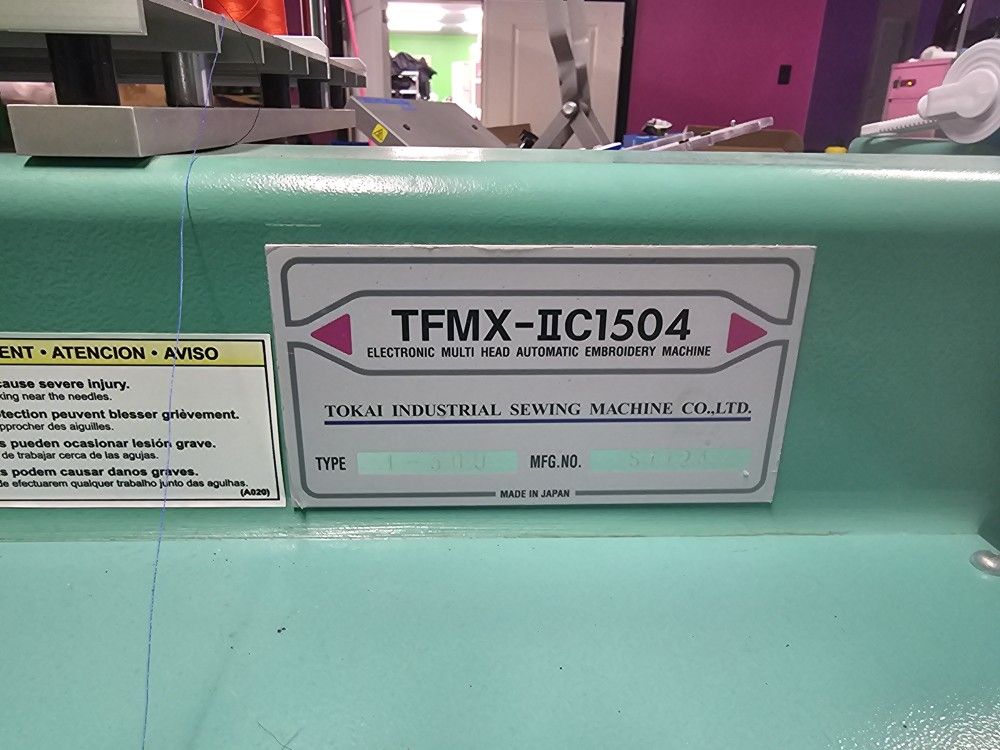 ENT • ATENCION • AVISO
cause severe injury.
king near the needles.
tection peuvent blesser grièvement.
pprocher des aiguilles.
s pueden ocasionar lesión grave.
de trabajar cerca de las agujas.
s podem causar danos graves.
de efectuarem qualquer trabalho junto das agulhas.
(A020)
TFMX-IIC1504
ELECTRONIC MULTI HEAD AUTOMATIC EMBROIDERY MACHINE
TOKAI INDUSTRIAL SEWING MACHINE CO.,LTD.
TYPE MFG.NO.
MADE IN JAPAN